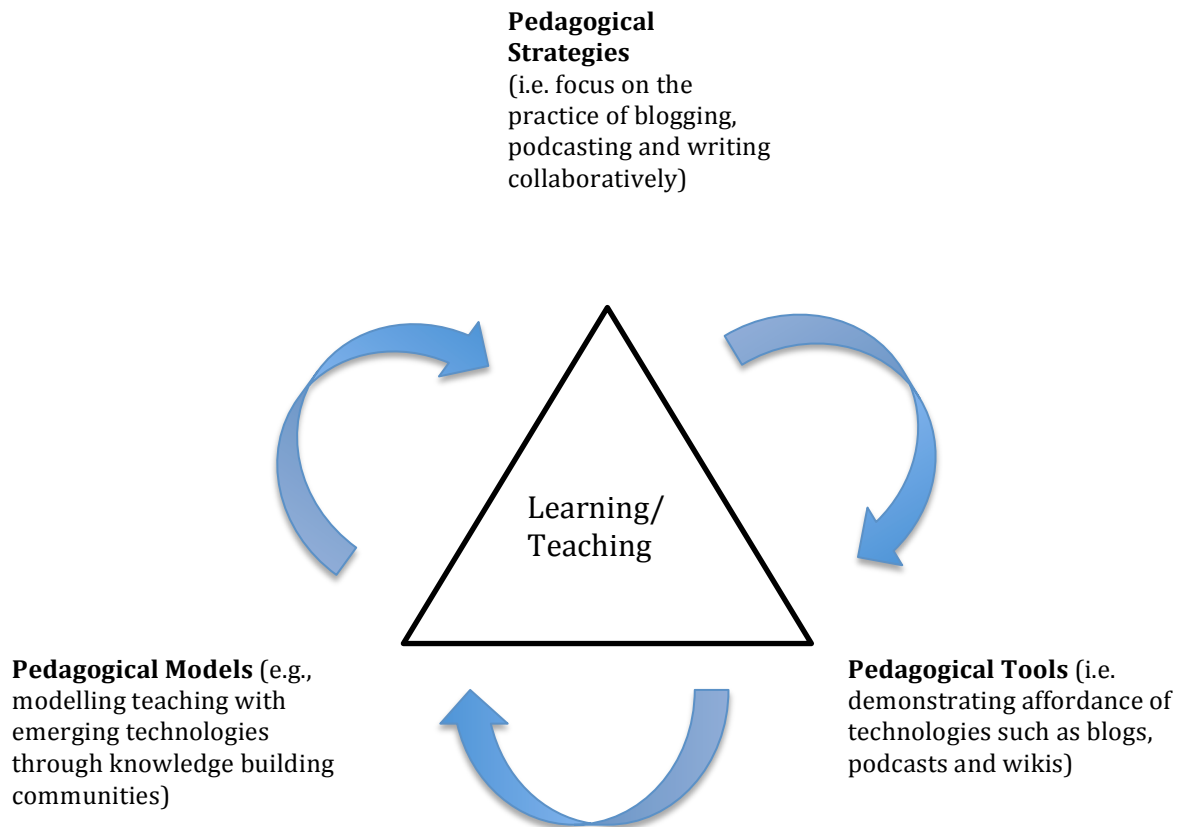 Pedagogical
Strategies
(i.e. focus on the
practice of blogging,
podcasting and writing
collaboratively)
Learning/
Teaching
Pedagogical Models (e.g.,
modelling teaching with
emerging technologies
through knowledge building
communities)
Pedagogical Tools (i.e.
demonstrating affordance of
technologies such as blogs,
podcasts and wikis)